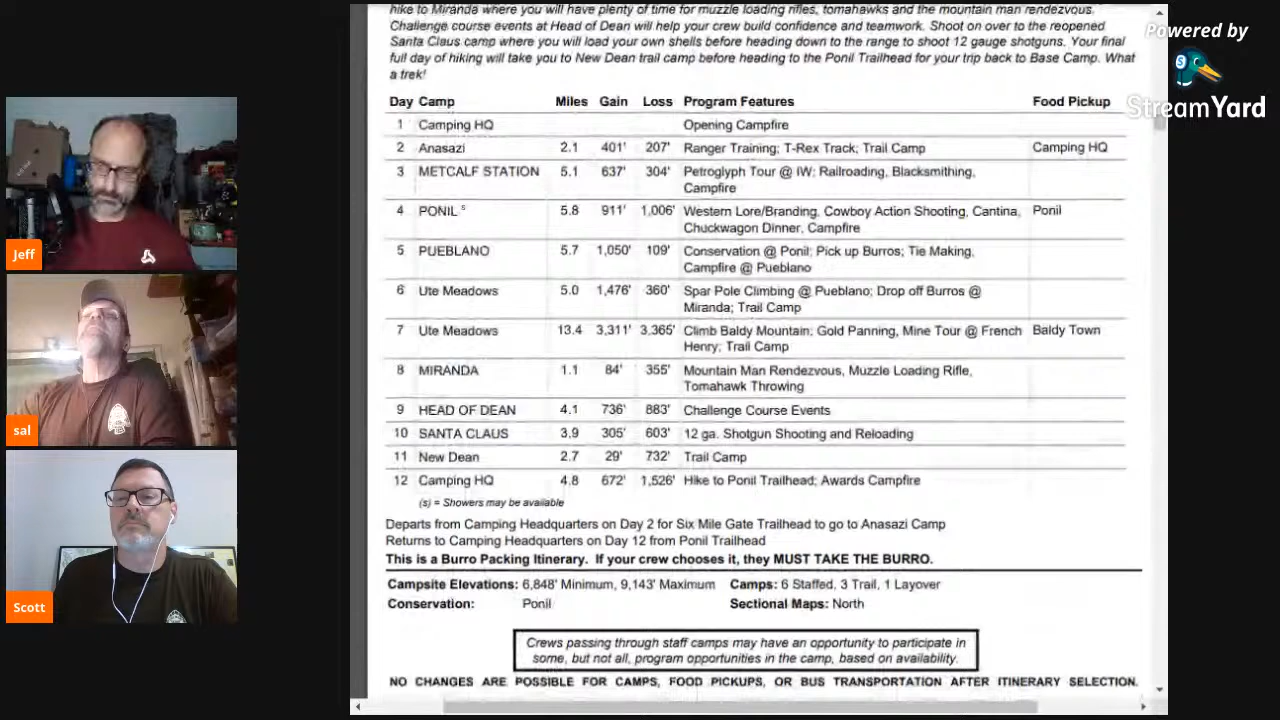 hike to Miranda where you will have plenty of time for muzzle loading rifles, tomahawks and the mountain man rendezvous.
Challenge course events at Head of Dean will help your crew build confidence and teamwork. Shoot on over to the reopened
Santa Claus camp where you will load your own shells before heading down to the range to shoot 12 gauge shotguns. Your final
full day of hiking will take you to New Dean trail camp before heading to the Ponil Trailhead for your trip back to Base Camp. What
a trek!
Day Camp Miles Gain Loss Program Features Food Pickup
1 Camping HQ Opening Campfire
2 Anasazi 2.1 401' 207' Ranger Training; T-Rex Track; Trail Camp Camping HQ
3 METCALF STATION 5.1 637' 304' Petroglyph Tour @ IW; Railroading, Blacksmithing,
Campfire
4 PONIL s 5.8 911' 1,006' Western Lore/Branding, Cowboy Action Shooting, Cantina, Ponil
Chuckwagon Dinner, Campfire
5 PUEBLANO 5.7 1,050' 109' Conservation @ Ponil; Pick up Burros; Tie Making,
Campfire @ Pueblano
6 Ute Meadows 5.0 1,476' 360' Spar Pole Climbing @ Pueblano; Drop off Burros @
Miranda; Trail Camp
7 Ute Meadows 13.4 3,311' 3,365' Climb Baldy Mountain; Gold Panning, Mine Tour @ French Baldy Town
Henry; Trail Camp
8 MIRANDA 1.1 84' 355' Mountain Man Rendezvous, Muzzle Loading Rifle,
Tomahawk Throwing
9 HEAD OF DEAN 4.1 736' 883' Challenge Course Events
10 SANTA CLAUS 3.9 305' 603' 12 ga. Shotgun Shooting and Reloading
11 New Dean 2.7 29' 732' Trail Camp
12 Camping HQ 4.8 672' 1,526' Hike to Ponil Trailhead; Awards Campfire
(s) = Showers may be available
Departs from Camping Headquarters on Day 2 for Six Mile Gate Trailhead to go to Anasazi Camp
Returns to Camping Headquarters on Day 12 from Ponil Trailhead
This is a Burro Packing Itinerary. If your crew chooses it, they MUST TAKE THE BURRO.
Campsite Elevations: 6,848' Minimum, 9,143' Maximum Camps: 6 Staffed, 3 Trail, 1 Layover
Conservation: Ponil Sectional Maps: North
Crews passing through staff camps may have an opportunity to participate in
some, but not all, program opportunities in the camp, based on availability.
NO CHANGES ARE POSSIBLE FOR CAMPS, FOOD PICKUPS, OR BUS TRANSPORTATION AFTER ITINERARY SELECTION.
Jeff
sal
Scott
Powered by
StreamYard